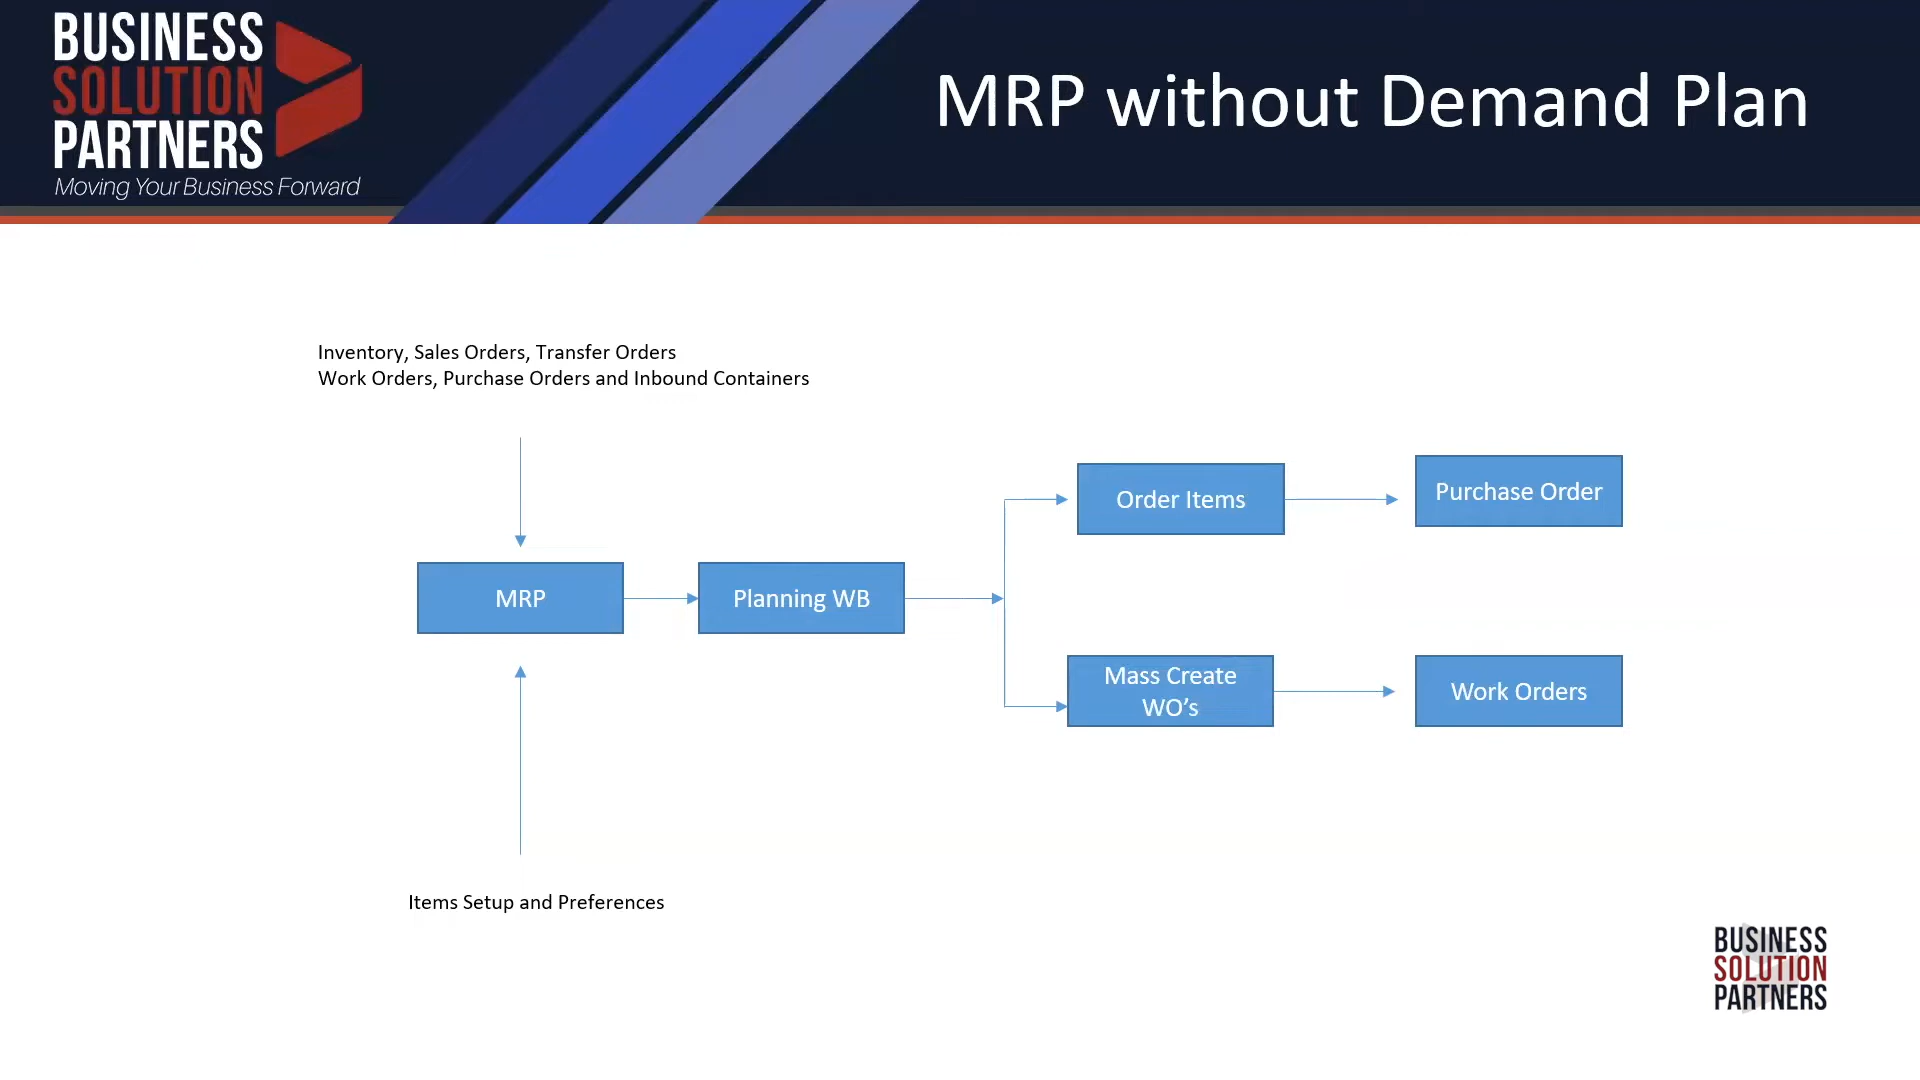 BUSINESS
SOLUTION
PARTNERS
Moving Your Business Forward
MRP without Demand Plan
Inventory, Sales Orders, Transfer Orders
Work Orders, Purchase Orders and Inbound Containers
MRP
Planning WB
Order Items
Purchase Order
Mass Create
WO’s
Work Orders
Items Setup and Preferences
BUSINESS
SOLUTION
PARTNERS